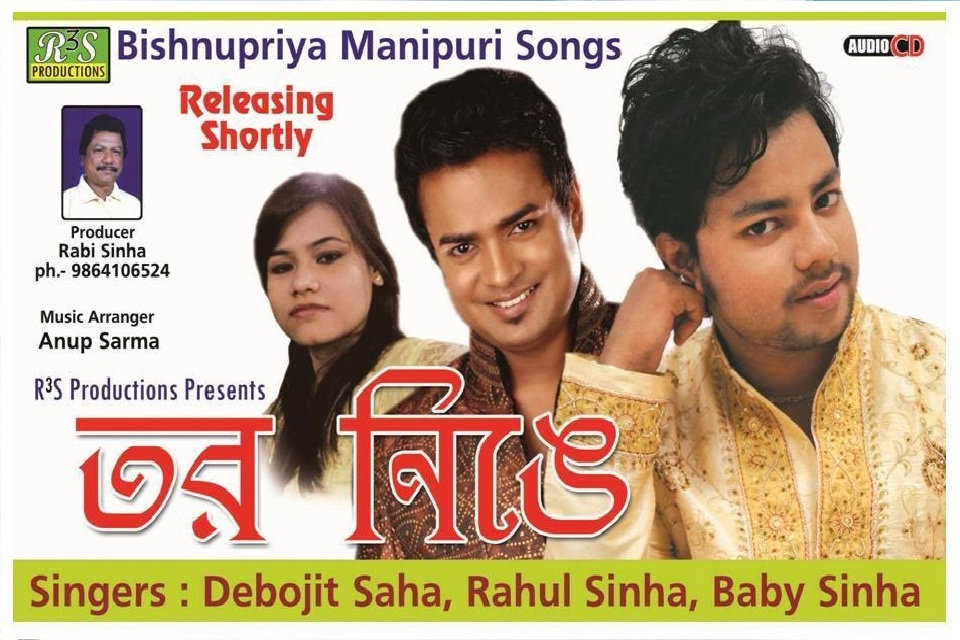 R³S
PRODUCTIONS
Bishnupriya Manipuri Songs
AUDIO CD
Releasing
Shortly
Producer
Rabi Sinha
ph.- 9864106524
Music Arranger
Anup Sarma
R³S Productions Presents
তর নিঙে
Singers : Debojit Saha, Rahul Sinha, Baby Sinha